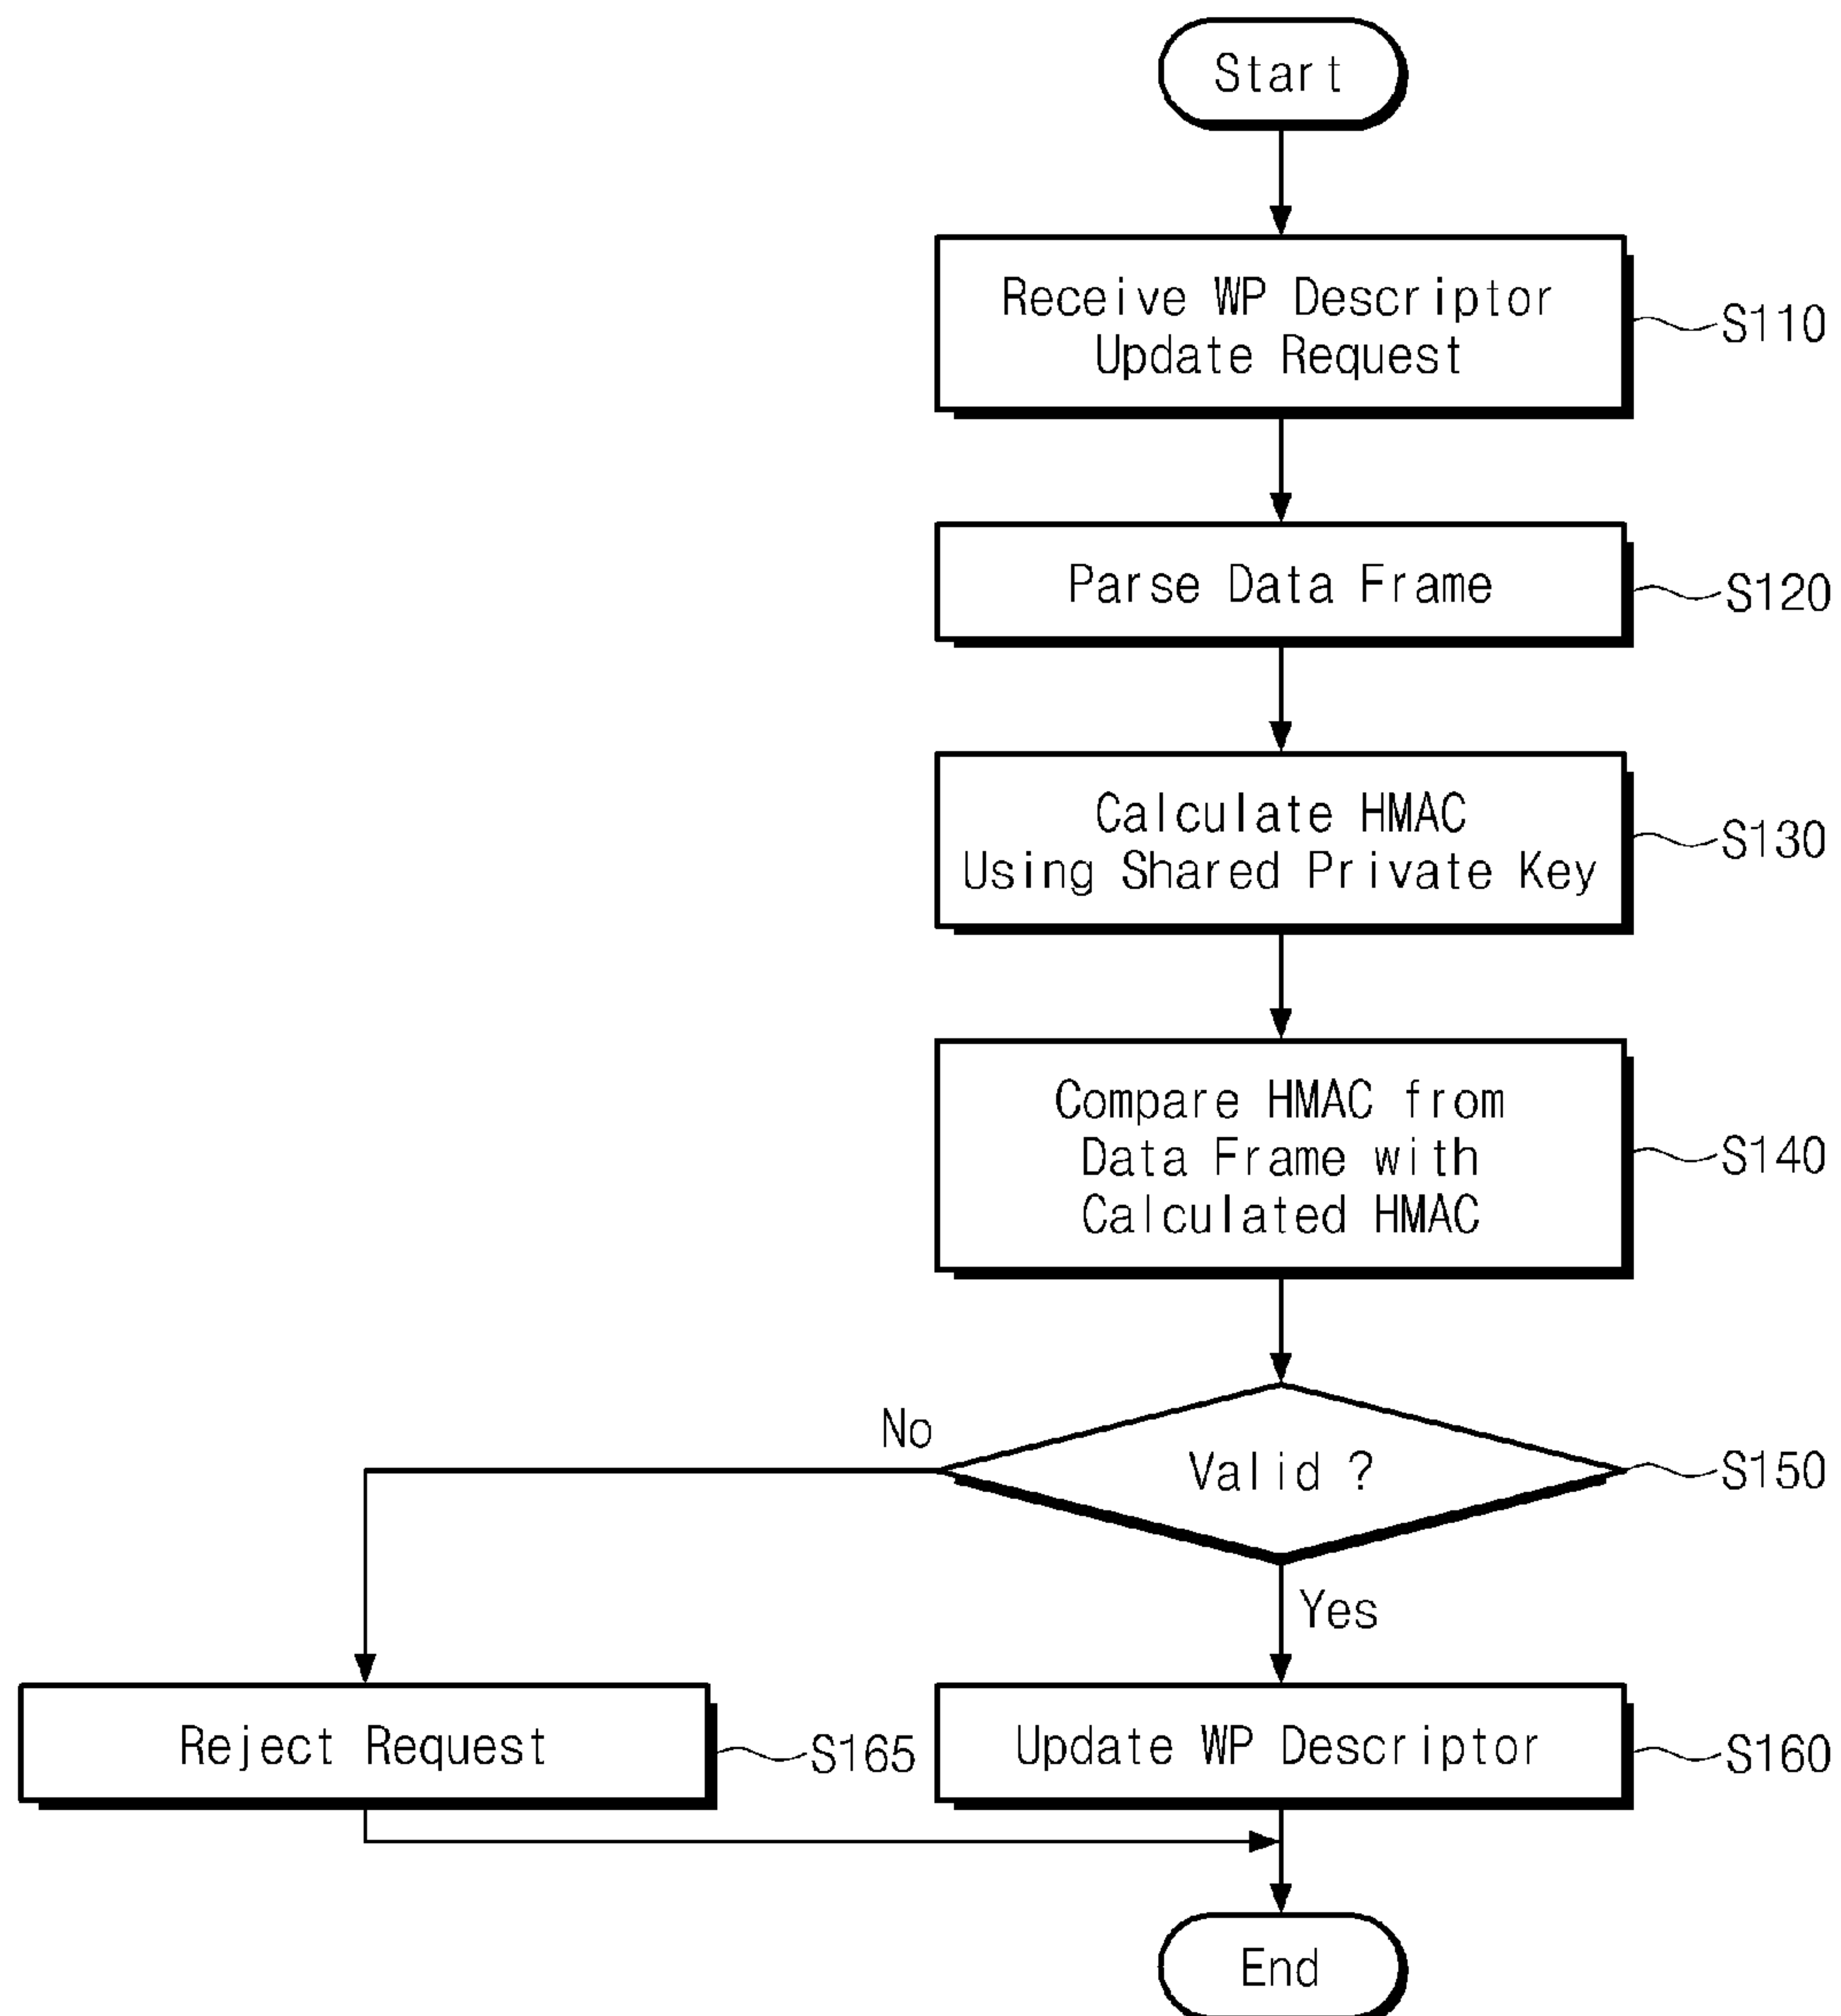 Start
Receive WP Descriptor
Update Request
S110
Parse Data Frame
S120
Calculate HMAC
Using Shared Private Key
S130
Compare HMAC from
Data Frame with
Calculated HMAC
S140
No
Valid ?
S150
Yes
Reject Request
S165
Update WP Descriptor
S160
End